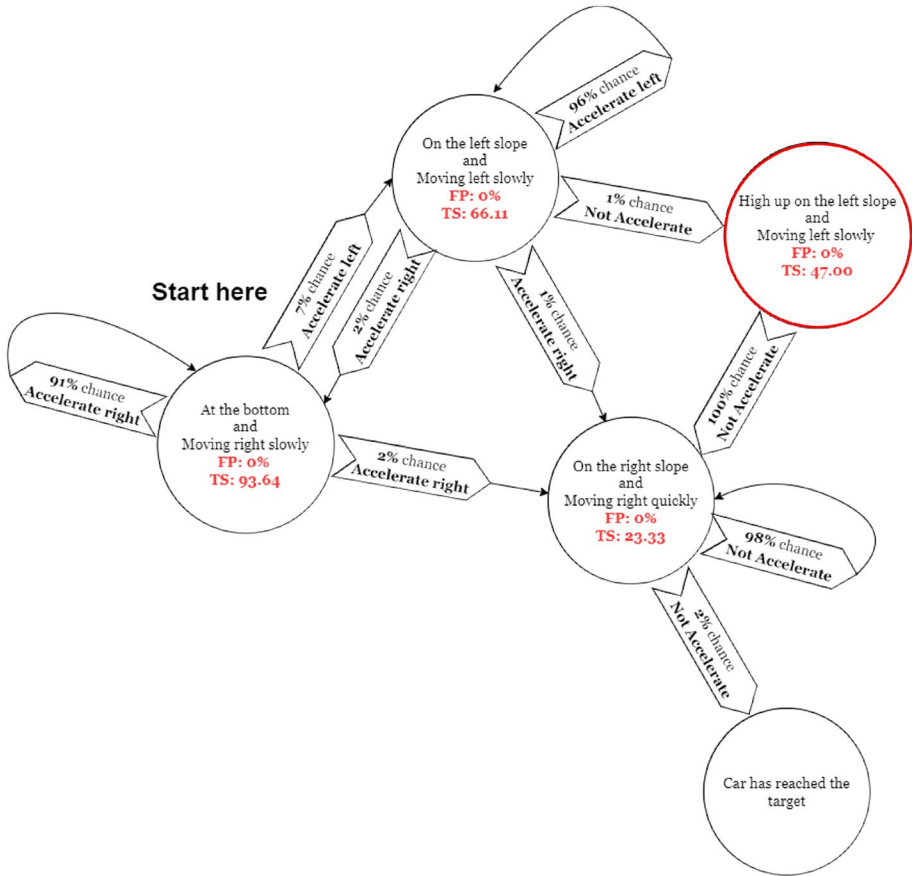 96% chance
Accelerate left
On the left slope
and
Moving left slowly
FP: 0%
TS: 66.11
1% chance
Not Accelerate
High up on the left slope
and
Moving left slowly
FP: 0%
TS: 47.00
Start here
7% chance
Accelerate left
2% chance
Accelerate right
1% chance
Accelerate right
100% chance
Not Accelerate
91% chance
Accelerate right
At the bottom
and
Moving right slowly
FP: 0%
TS: 93.64
2% chance
Accelerate right
On the right slope
and
Moving right quickly
FP: 0%
TS: 23.33
98% chance
Not Accelerate
2% chance
Not Accelerate
Car has reached the
target